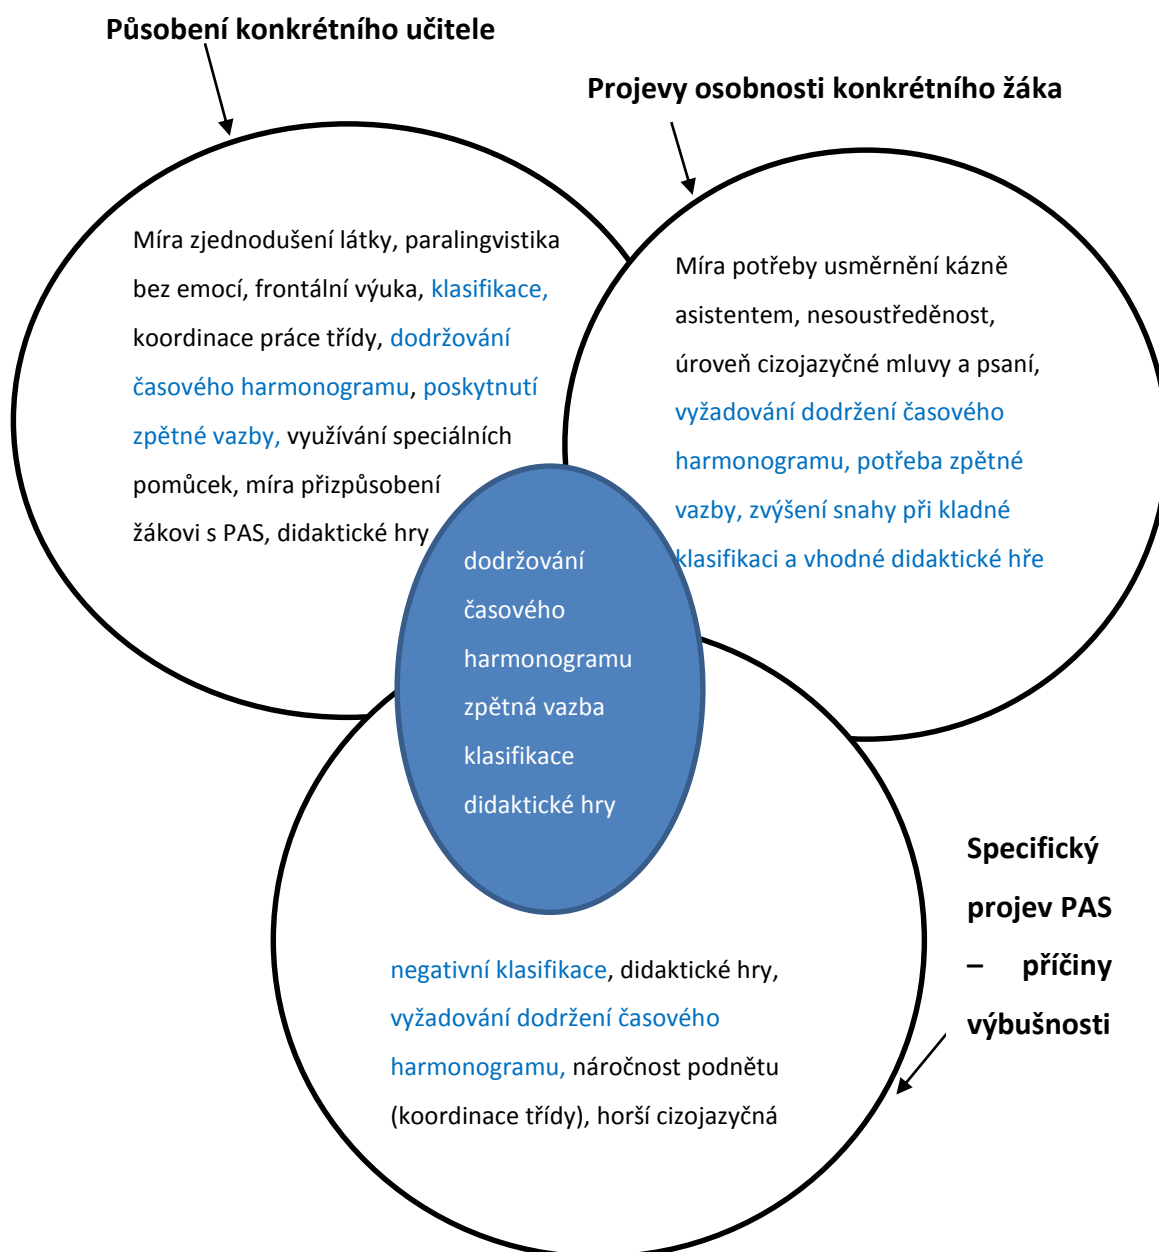 Působení konkrétního učitele
Projevy osobnosti konkrétního žáka
Míra zjednodušení látky, paralingvistika
bez emocí, frontální výuka, klasifikace,
koordinace práce třídy, dodržování
časového harmonogramu, poskytnutí
zpětné vazby, využívání speciálních
pomůcek, míra přizpůsobení
žákovi s PAS, didaktické hry
Míra potřeby usměrnění kázně
asistentem, nesoustředěnost,
úroveň cizojazyčné mluvy a psaní,
vyžadování dodržení časového
harmonogramu, potřeba zpětné
vazby, zvýšení snahy při kladné
klasifikaci a vhodné didaktické hře
dodržování
časového
harmonogramu
zpětná vazba
klasifikace
didaktické hry
Specifický
projev PAS
– příčiny
výbušnosti
negativní klasifikace, didaktické hry,
vyžadování dodržení časového
harmonogramu, náročnost podnětu
(koordinace třídy), horší cizojazyčná